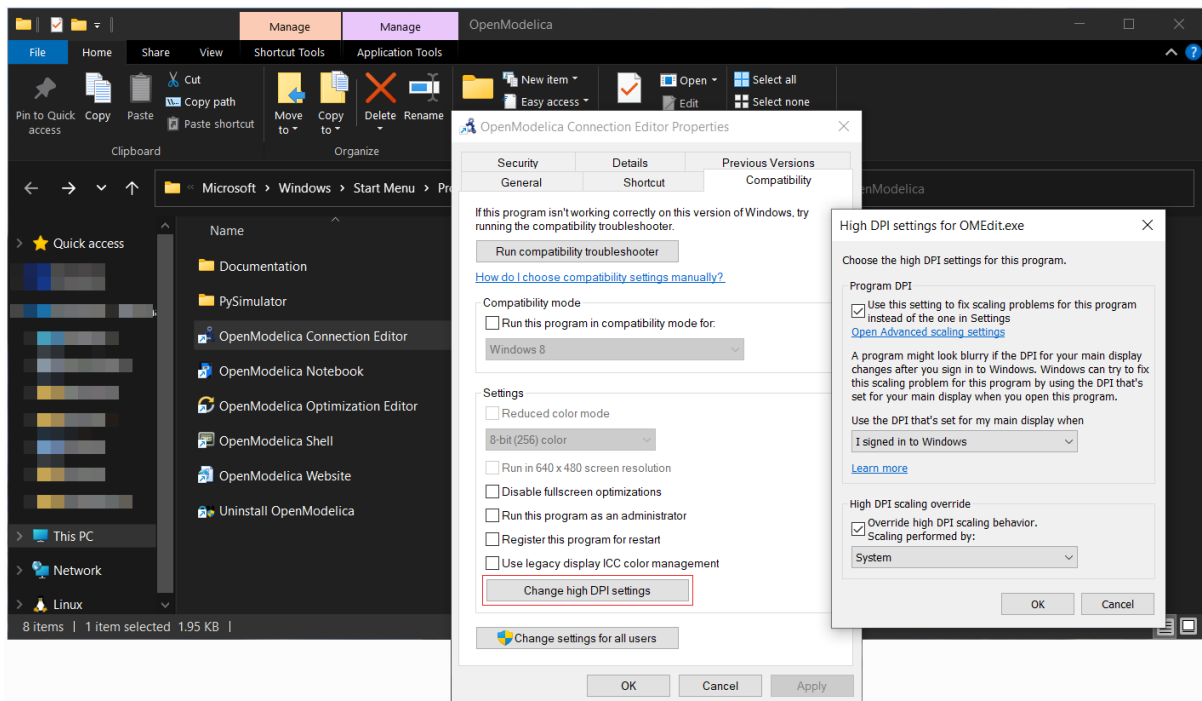 Manage
Manage
OpenModelica
File
Home
Share
View
Shortcut Tools
Application Tools
?
Pin to Quick
access
Copy
Paste
Cut
Copy path
Paste shortcut
Clipboard
Move
to
Copy
to
Delete
Rename
Organize
New item
Easy access
Open
Edit
Select all
Select none
« Microsoft > Windows > Start Menu >
Name
Quick access
This PC
Network
Linux
Documentation
PySimulator
OpenModelica Connection Editor
OpenModelica Notebook
OpenModelica Optimization Editor
OpenModelica Shell
OpenModelica Website
Uninstall OpenModelica
8 items | 1 item selected 1.95 KB |
OpenModelica Connection Editor Properties
Security
Details
Previous Versions
General
Shortcut
Compatibility
If this program isn't working correctly on this version of Windows, try
running the compatibility troubleshooter.
Run compatibility troubleshooter
How do I choose compatibility settings manually?
Compatibility mode
Run this program in compatibility mode for:
Windows 8
Settings
Reduced color mode
8-bit (256) color
Run in 640 x 480 screen resolution
Disable fullscreen optimizations
Run this program as an administrator
Register this program for restart
Use legacy display ICC color management
Change high DPI settings
Change settings for all users
OK
Cancel
Apply
High DPI settings for OMEdit.exe
Choose the high DPI settings for this program.
Program DPI
Use this setting to fix scaling problems for this program
instead of the one in Settings
Open Advanced scaling settings
A program might look blurry if the DPI for your main display
changes after you sign in to Windows. Windows can try to fix
this scaling problem for this program by using the DPI that's
set for your main display when you open this program.
Use the DPI that's set for my main display when
I signed in to Windows
Learn more
High DPI scaling override
Override high DPI scaling behavior.
Scaling performed by:
System
OK
Cancel